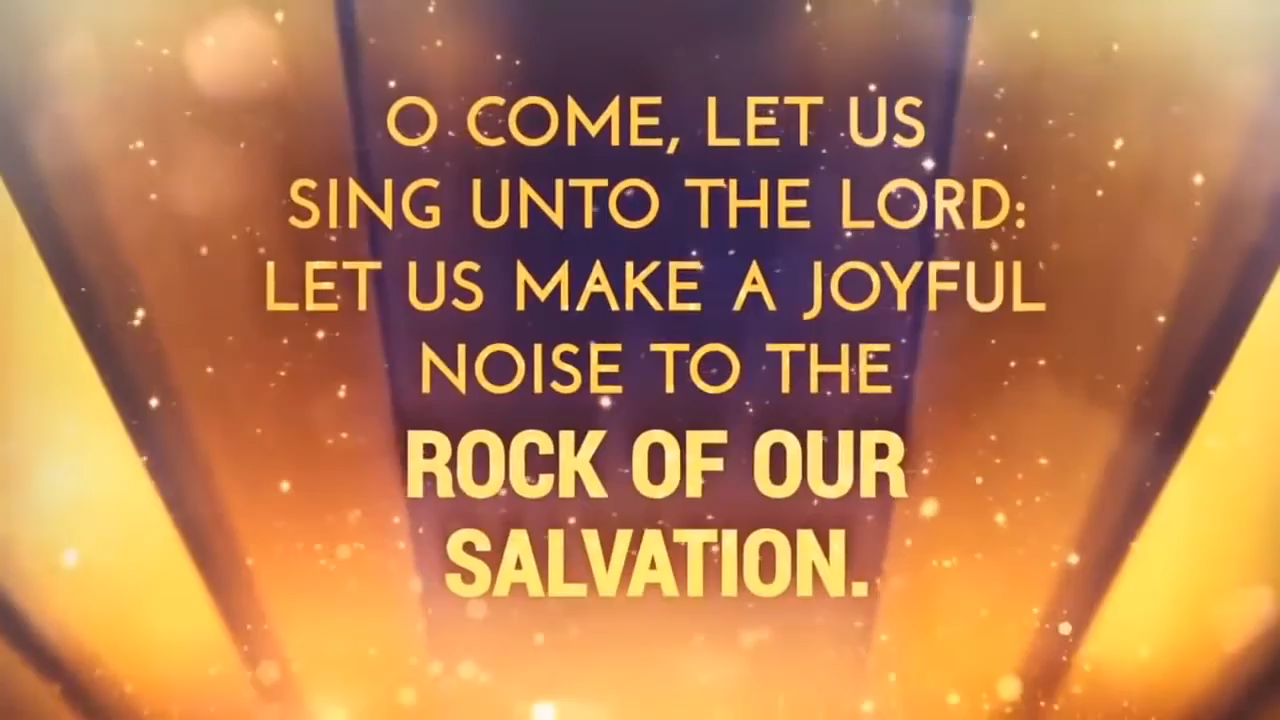 O COME, LET US
SING UNTO THE LORD:
LET US MAKE A JOYFUL
NOISE TO THE
ROCK OF OUR
SALVATION.